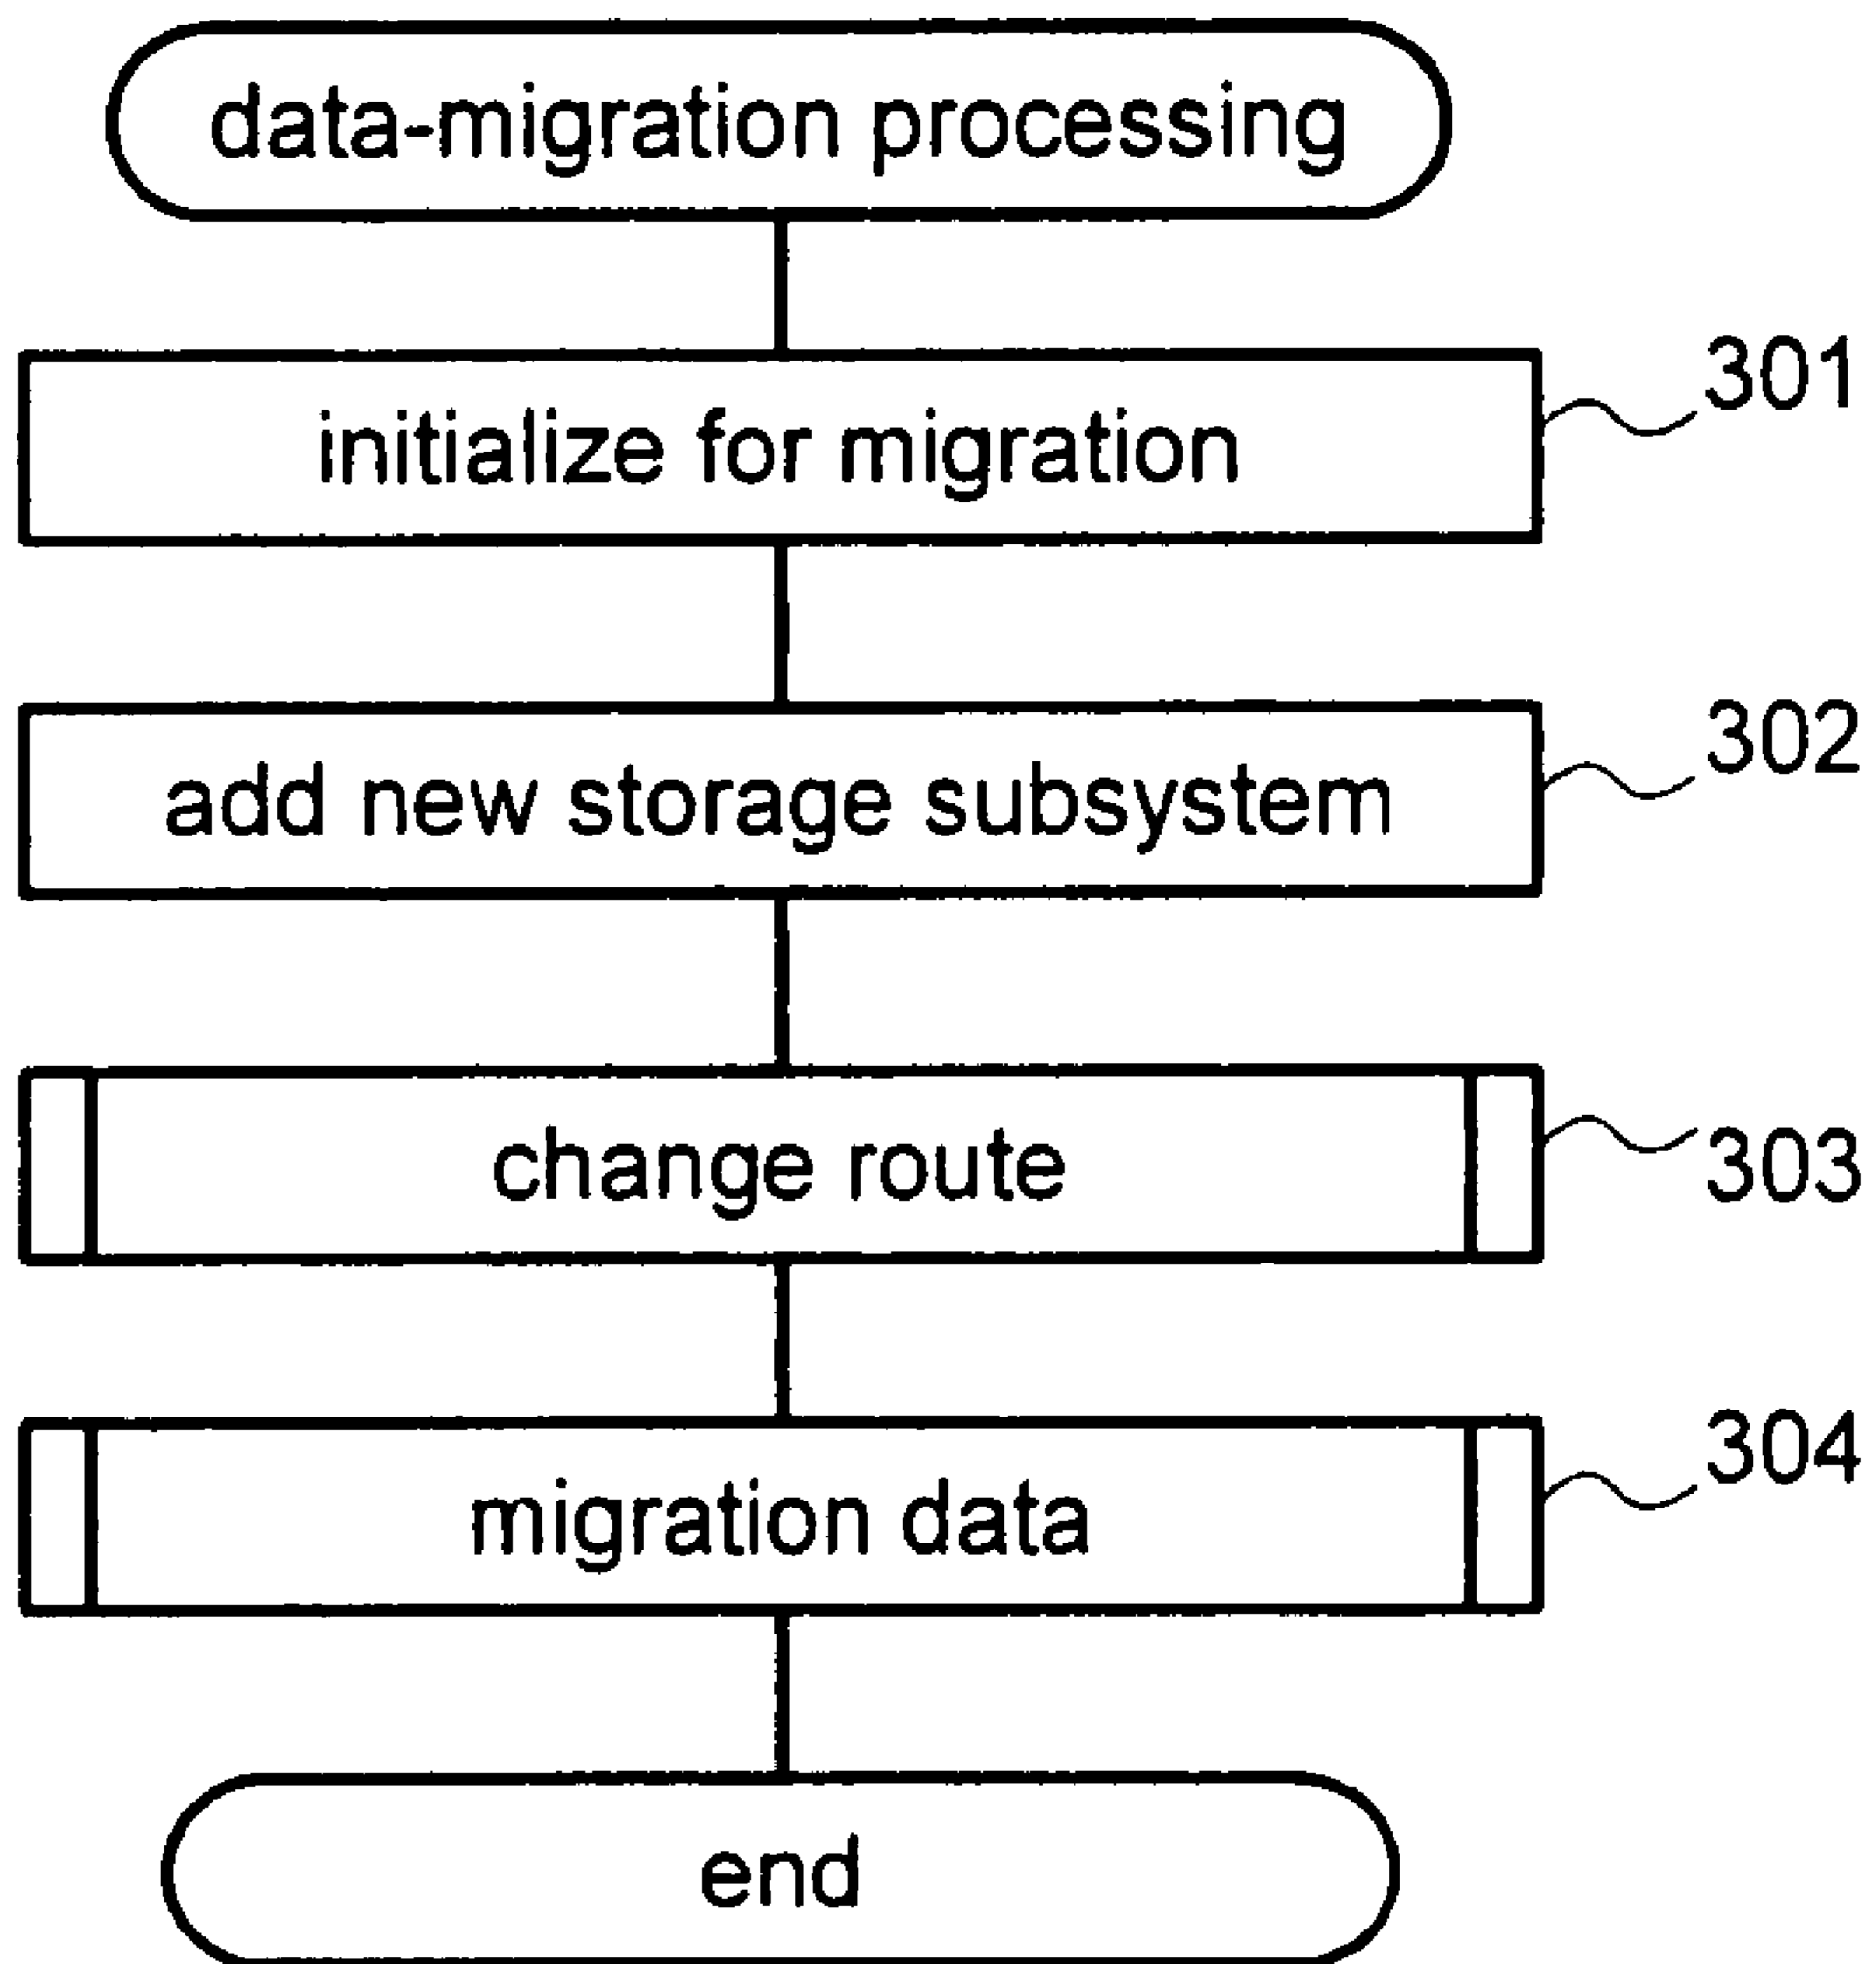 data-migration processing
301
initialize for migration
302
add new storage subsystem
303
change route
304
migration data
end